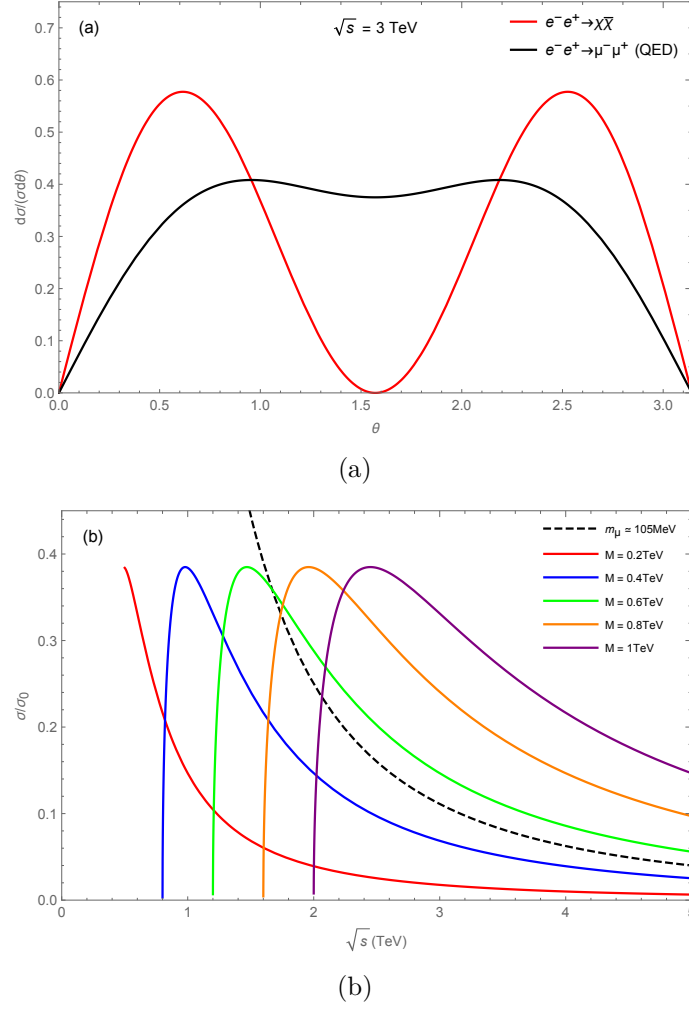 (a)
√s = 3 TeV
e⁻e⁺→χχ̄
e⁻e⁺→μ⁻μ⁺ (QED)
dσ/(σdθ)
0.7
0.6
0.5
0.4
0.3
0.2
0.1
0.0
0.0 0.5 1.0 1.5 2.0 2.5 3.0
θ
(a)
(b)
m_μ ≃ 105MeV
M = 0.2TeV
M = 0.4TeV
M = 0.6TeV
M = 0.8TeV
M = 1TeV
σ/σ₀
0.4
0.3
0.2
0.1
0.0
0 1 2 3 4 5
√s (TeV)
(b)